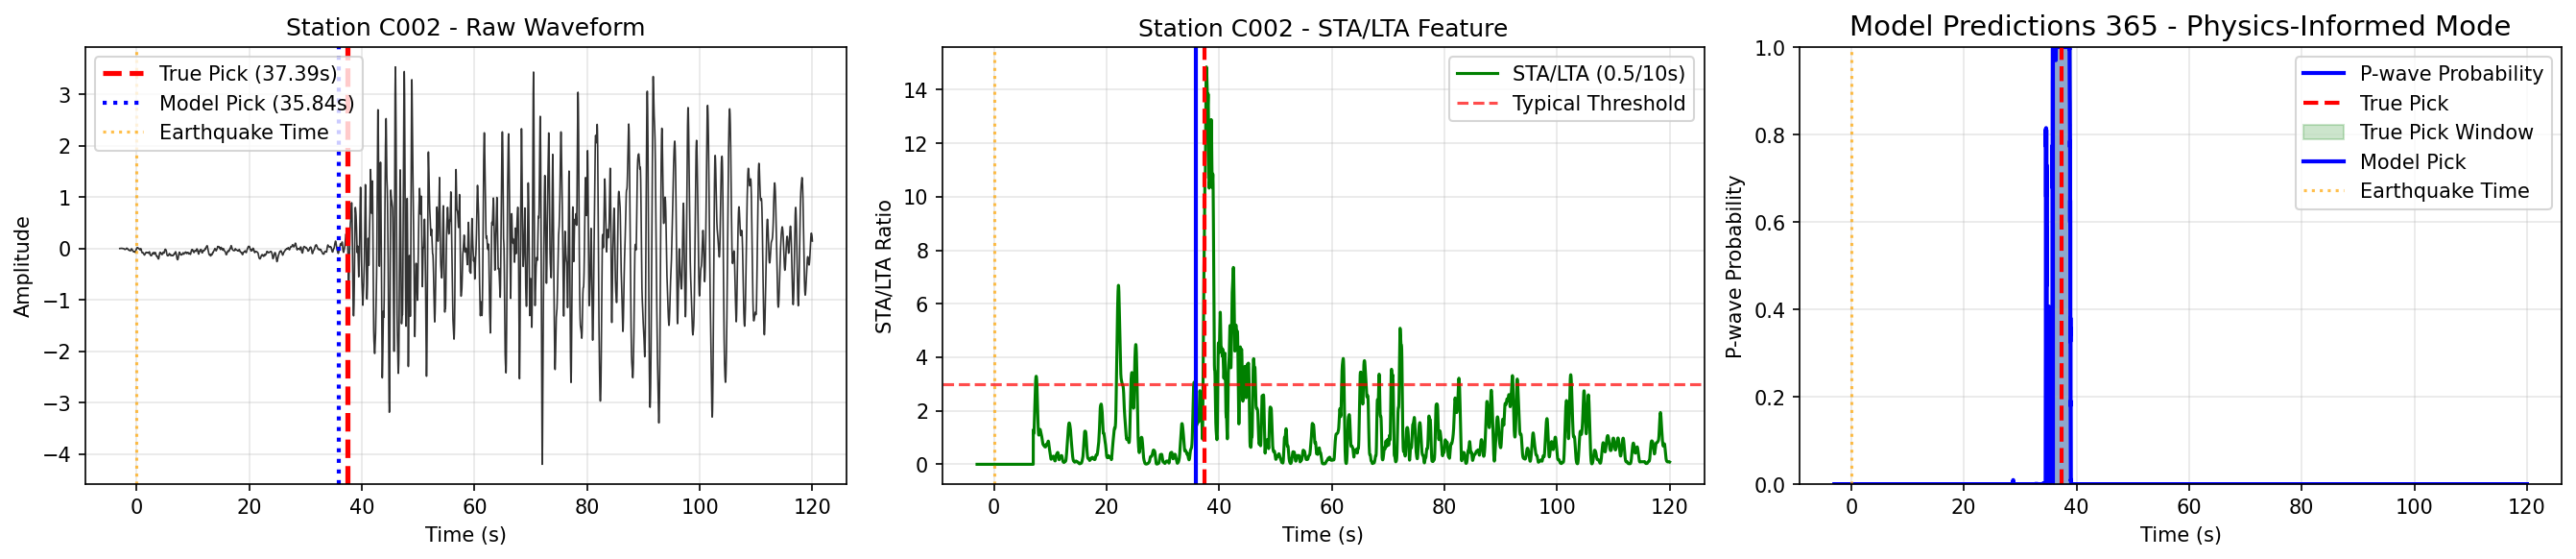 Station C002 - Raw Waveform
True Pick (37.39s)
Model Pick (35.84s)
Earthquake Time
3
2
1
0
−1
−2
−3
−4
Amplitude
0
20
40
60
80
100
120
Time (s)
Station C002 - STA/LTA Feature
STA/LTA (0.5/10s)
Typical Threshold
14
12
10
8
6
4
2
0
STA/LTA Ratio
0
20
40
60
80
100
120
Time (s)
Model Predictions 365 - Physics-Informed Mode
P-wave Probability
True Pick
True Pick Window
Model Pick
Earthquake Time
1.0
0.8
0.6
0.4
0.2
0.0
P-wave Probability
0
20
40
60
80
100
120
Time (s)